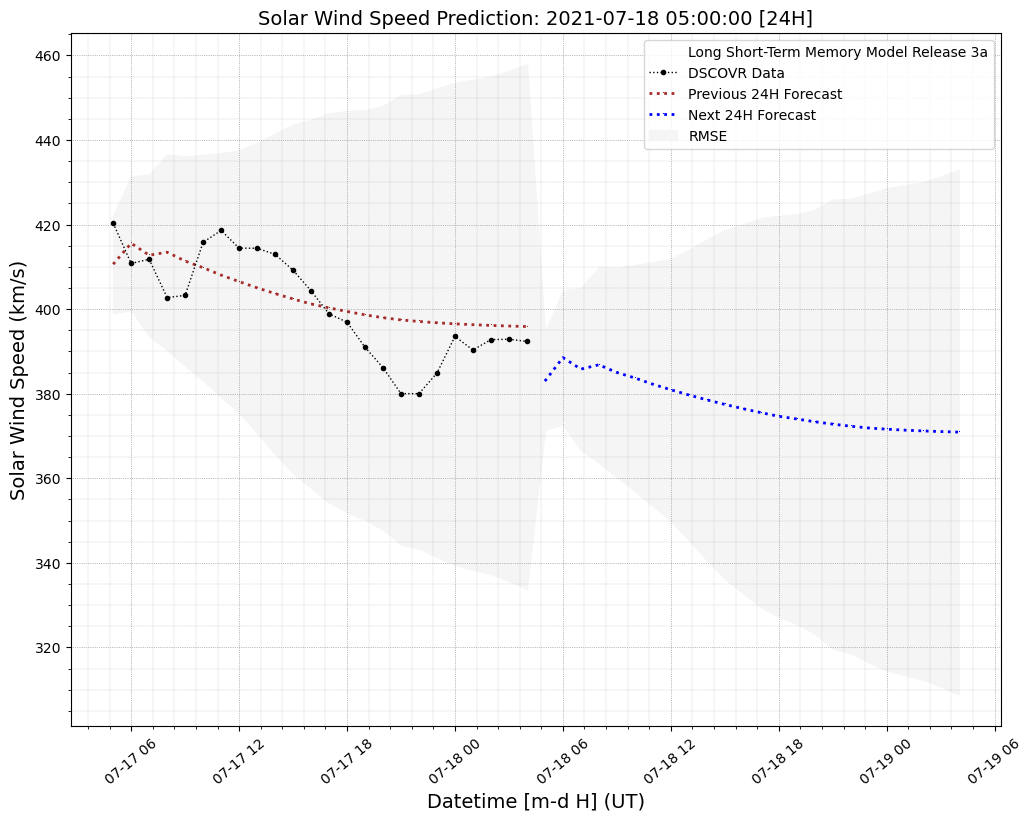 Solar Wind Speed Prediction: 2021-07-18 05:00:00 [24H]
Long Short-Term Memory Model Release 3a
DSCOVR Data
Previous 24H Forecast
Next 24H Forecast
RMSE
Solar Wind Speed (km/s)
460
440
420
400
380
360
340
320
07-17 06
07-17 12
07-17 18
07-18 00
07-18 06
07-18 12
07-18 18
07-19 00
07-19 06
Datetime [m-d H] (UT)